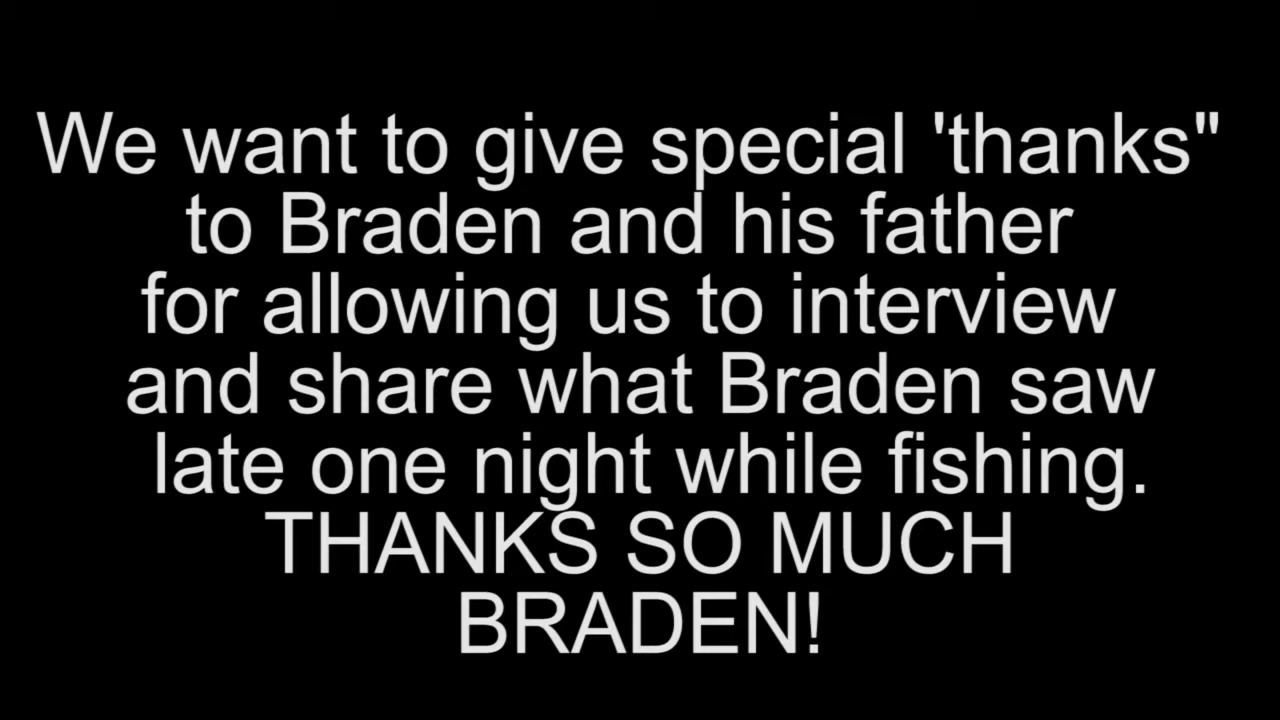 We want to give special 'thanks"
to Braden and his father
for allowing us to interview
and share what Braden saw
late one night while fishing.
THANKS SO MUCH
BRADEN!